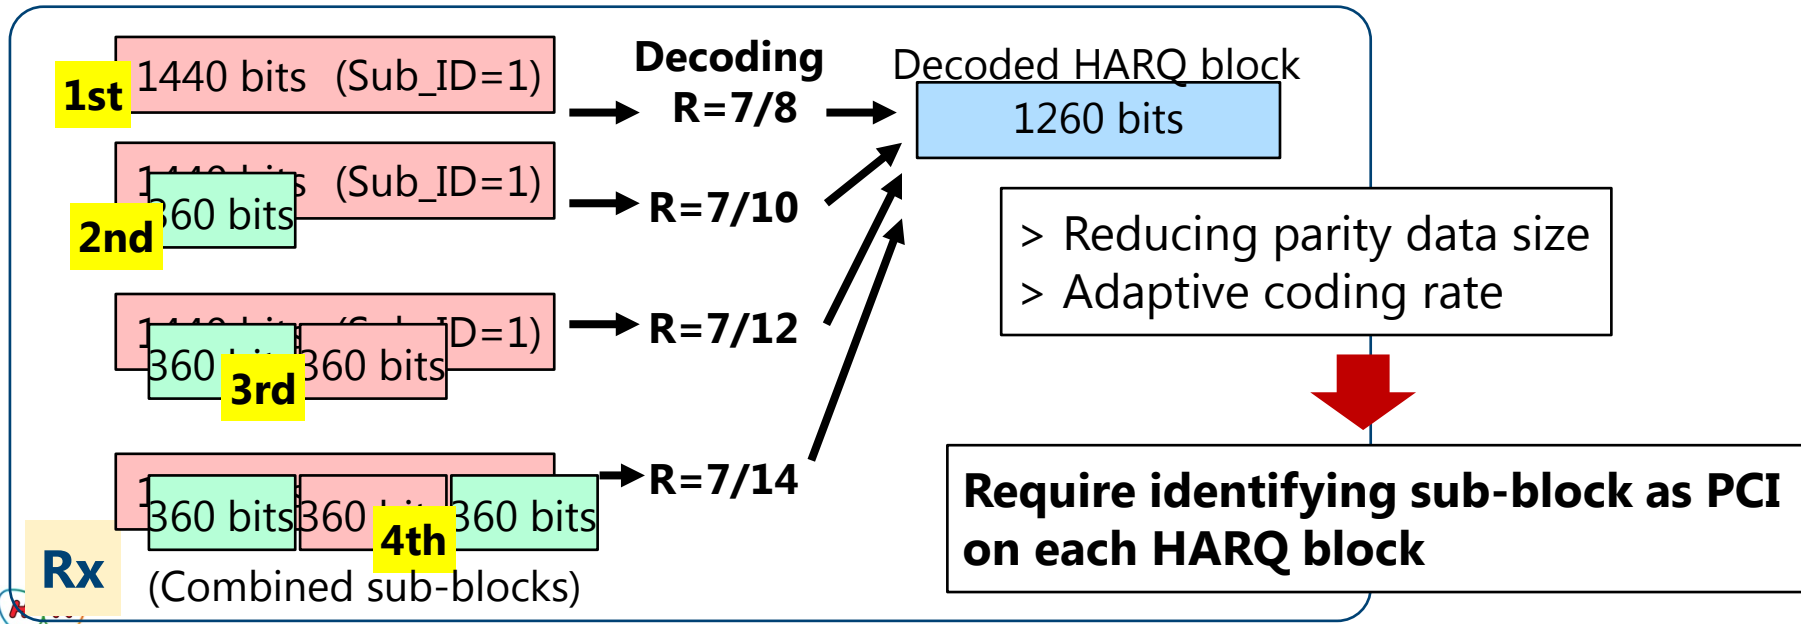 1st
1440 bits (Sub_ID=1)
Decoding
R=7/8
Decoded HARQ block
1260 bits
(Sub_ID=1)
2nd
360 bits
R=7/10
360
3rd
360 bits
R=7/12
360 bits
360
4th
360 bits
R=7/14
Rx
(Combined sub-blocks)
> Reducing parity data size
> Adaptive coding rate
Require identifying sub-block as PCI
on each HARQ block